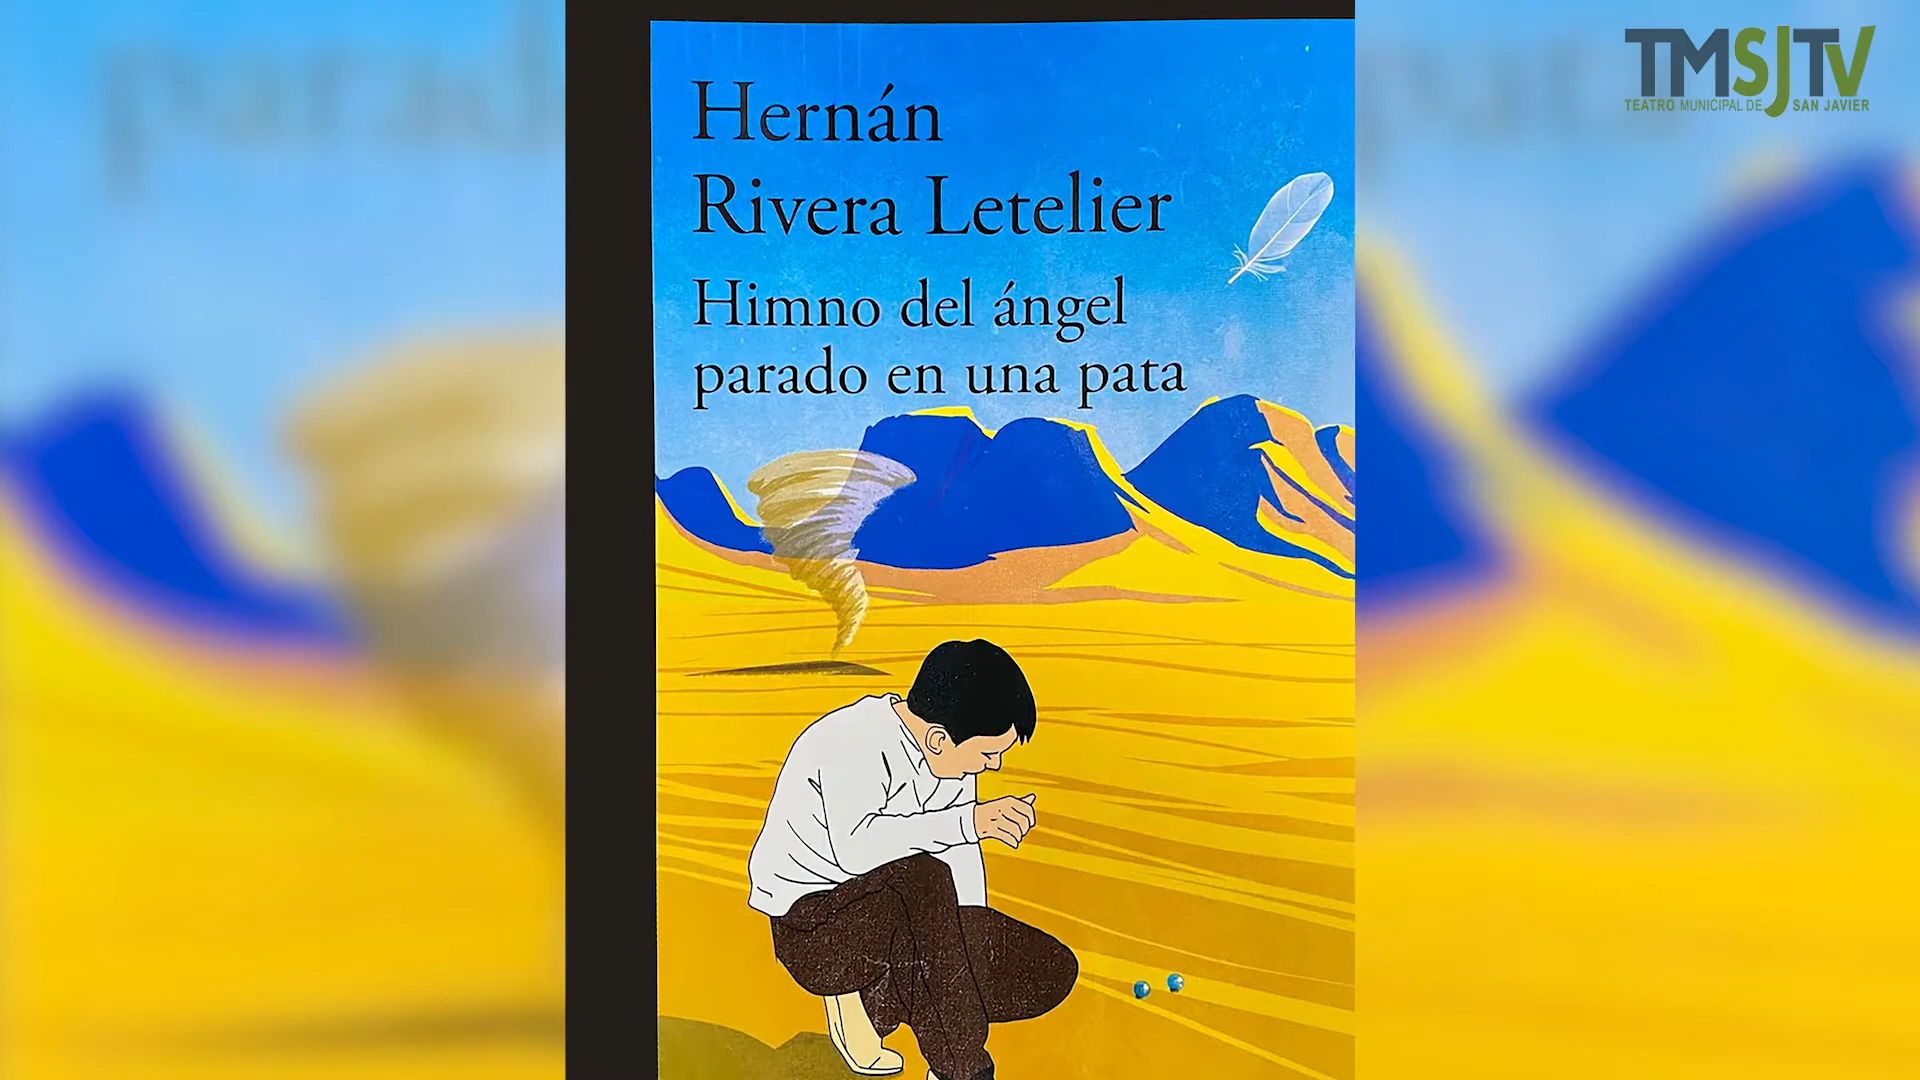 Hernán
Rivera Letelier
Himno del ángel
parado en una pata
TMSJTV
TEATRO MUNICIPAL DE SAN JAVIER